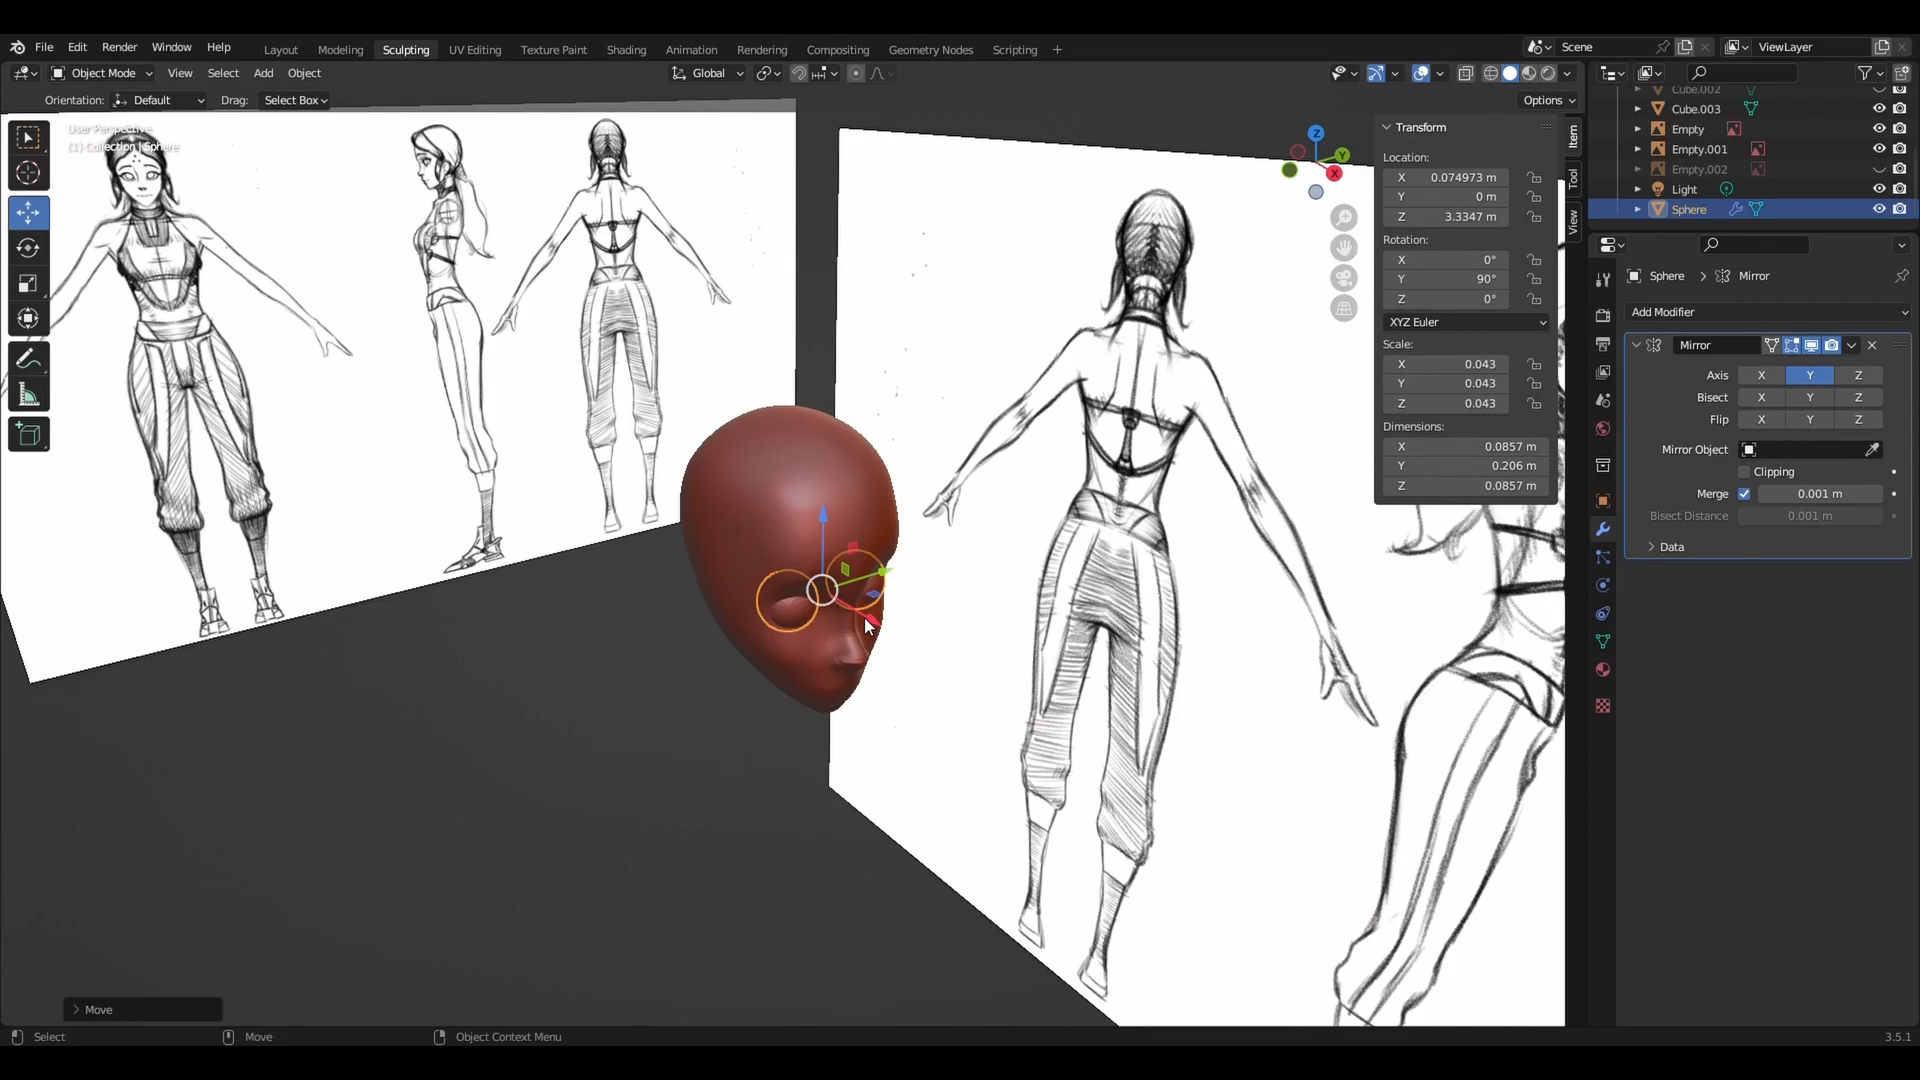 File Edit Render Window Help
Layout Modeling Sculpting UV Editing Texture Paint Shading Animation Rendering Compositing Geometry Nodes Scripting +
Scene
ViewLayer
Object Mode View Select Add Object
Global
Orientation: Default Drag: Select Box
Options
User Perspective
(1) Collection | Sphere
Z
Y
X
Item
Tool
View
Transform
Location:
X 0.074973 m
Y 0 m
Z 3.3347 m
Rotation:
X 0°
Y 90°
Z 0°
XYZ Euler
Scale:
X 0.043
Y 0.043
Z 0.043
Dimensions:
X 0.0857 m
Y 0.206 m
Z 0.0857 m
Cube.002
Cube.003
Empty
Empty.001
Empty.002
Light
Sphere
Sphere > Mirror
Add Modifier
Mirror
Axis X Y Z
Bisect X Y Z
Flip X Y Z
Mirror Object
Clipping
Merge 0.001 m
Bisect Distance 0.001 m
Data
Move
Select Move Object Context Menu 3.5.1